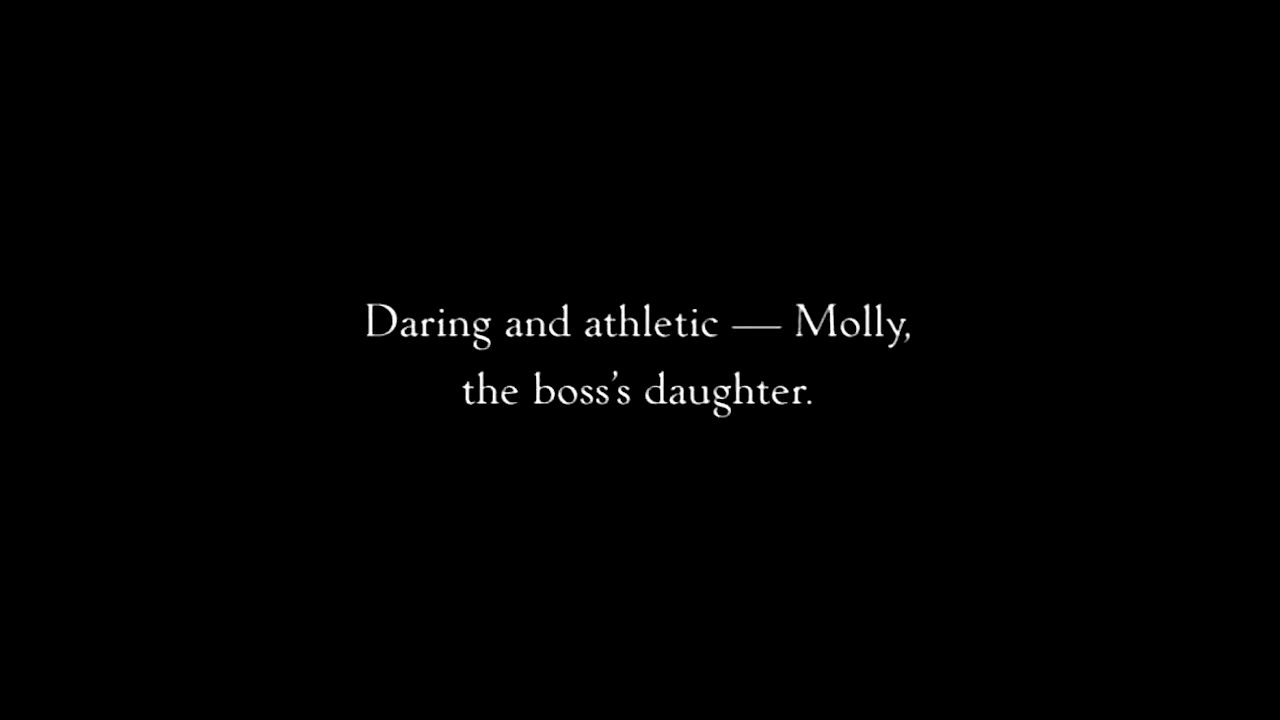 Daring and athletic — Molly,
the boss’s daughter.